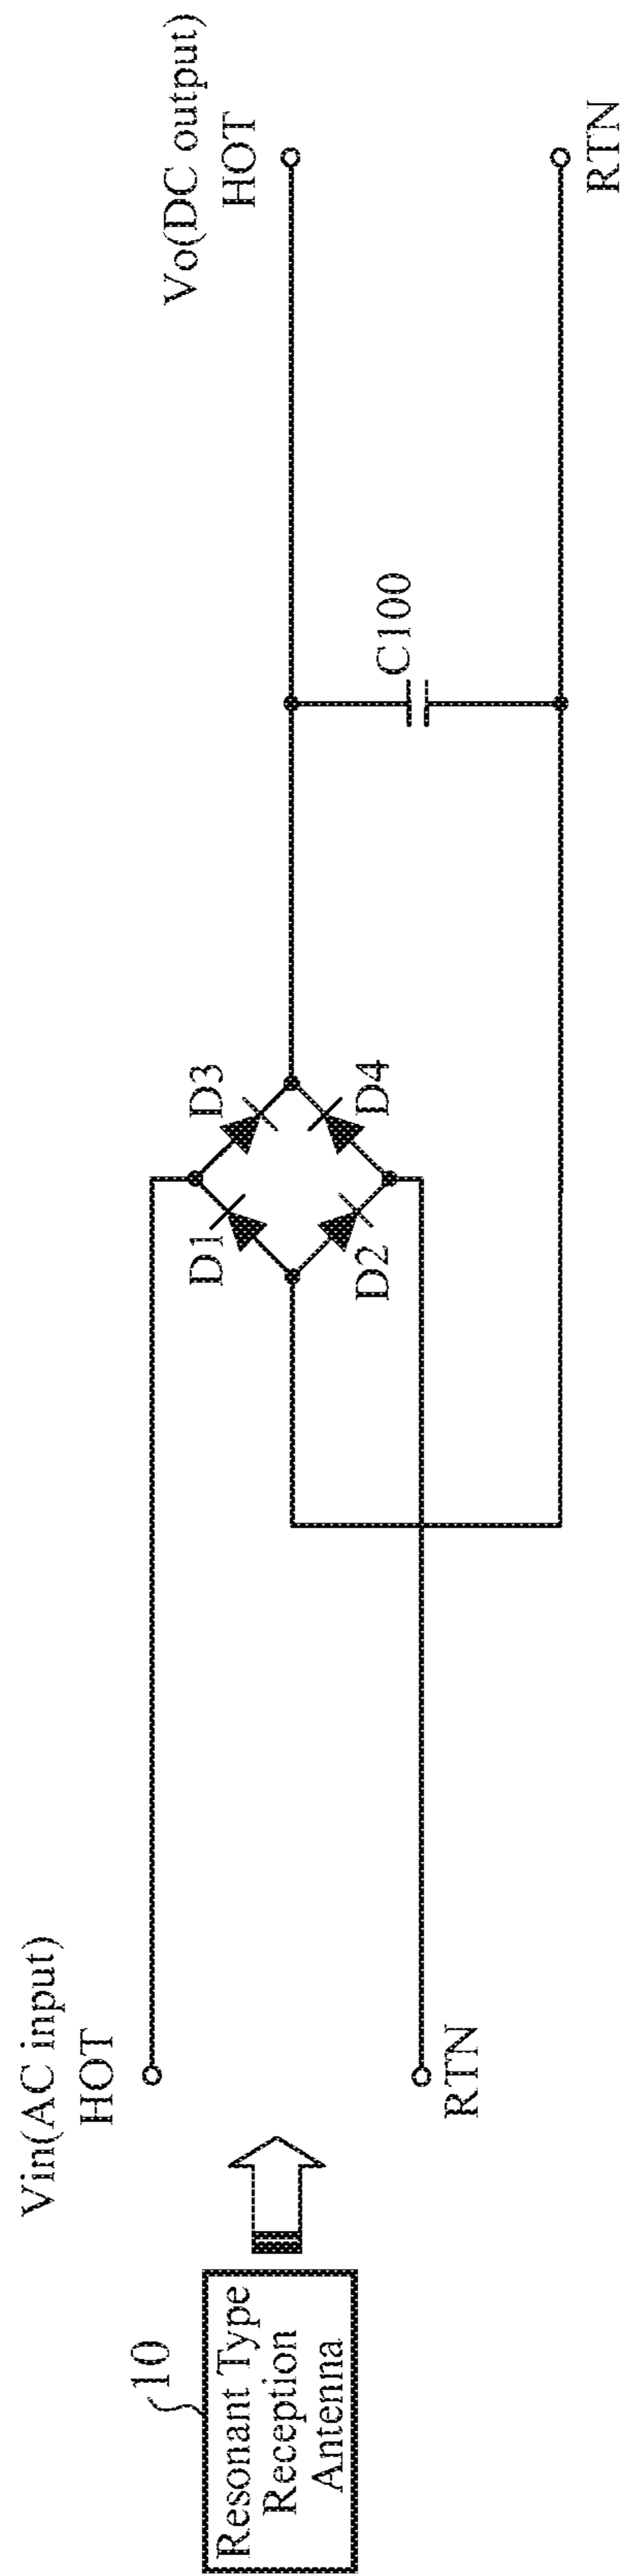 Vin(AC input)
HOT
Vo(DC output)
HOT
10
Resonant Type
Reception
Antenna
D1
D3
D2
D4
C100
RTN
RTN